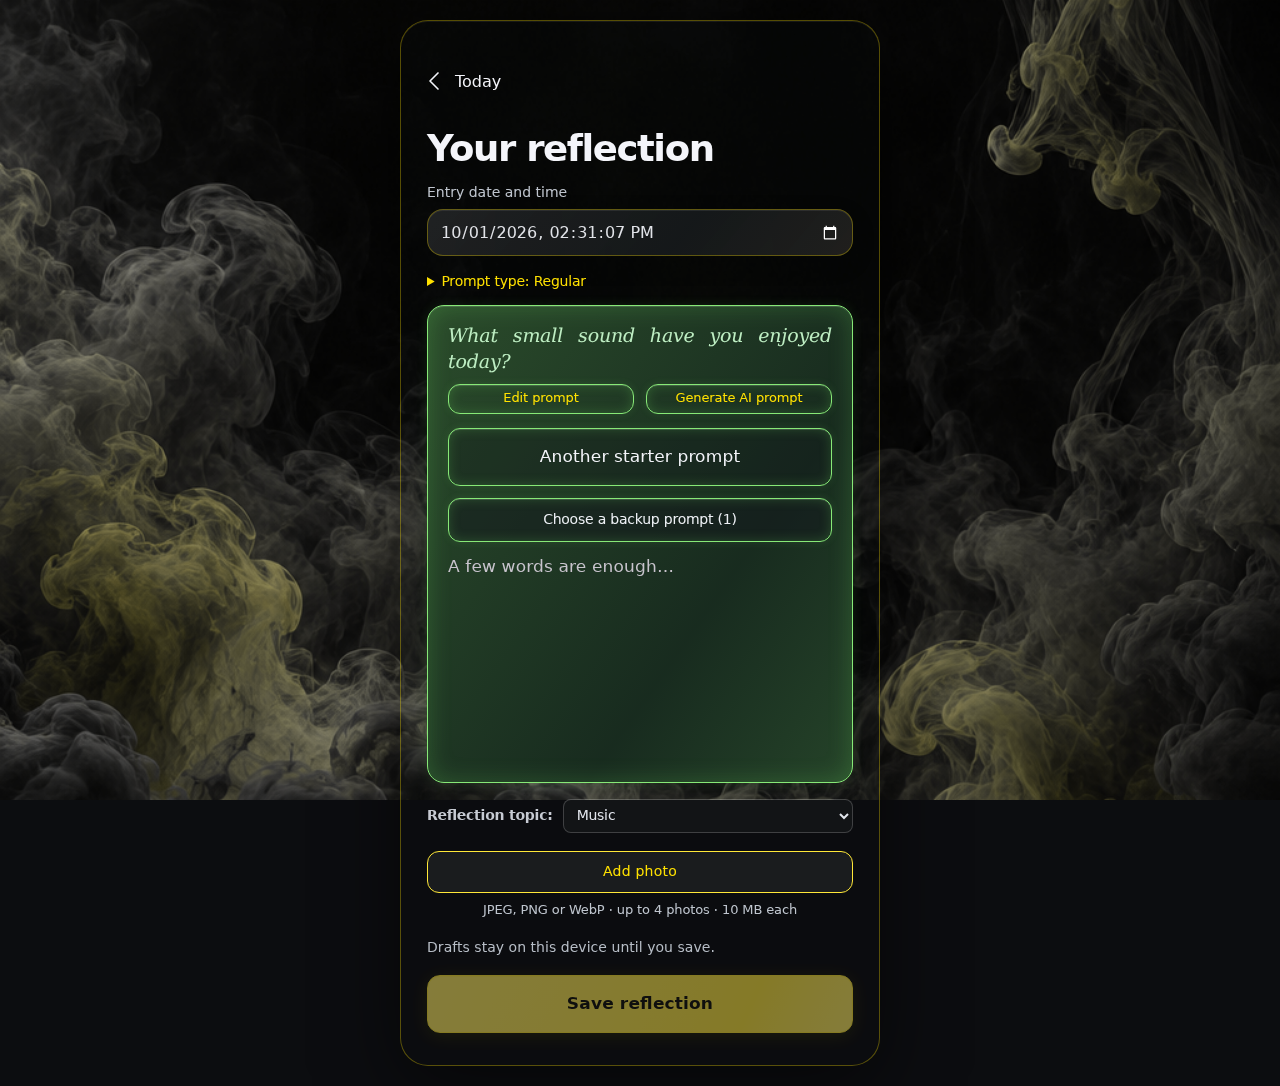 Today
Your reflection
Entry date and time
10/01/2026, 02:31:07 PM
Prompt type: Regular
What small sound have you enjoyed
today?
Edit prompt
Generate AI prompt
Another starter prompt
Choose a backup prompt (1)
A few words are enough...
Reflection topic:
Music
Add photo
JPEG, PNG or WebP · up to 4 photos · 10 MB each
Drafts stay on this device until you save.
Save reflection